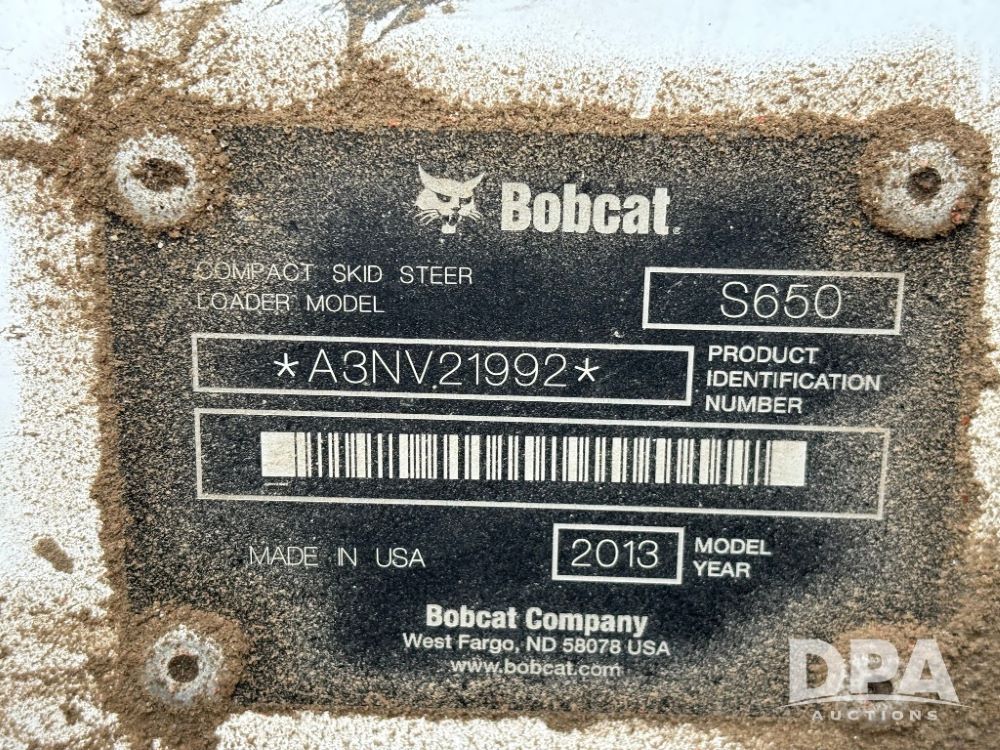 Bobcat.
COMPACT SKID STEER
LOADER MODEL
S650
*A3NV21992*
PRODUCT
IDENTIFICATION
NUMBER
MADE IN USA
2013
MODEL
YEAR
Bobcat Company
West Fargo, ND 58078 USA
www.bobcat.com
DPA
AUCTIONS